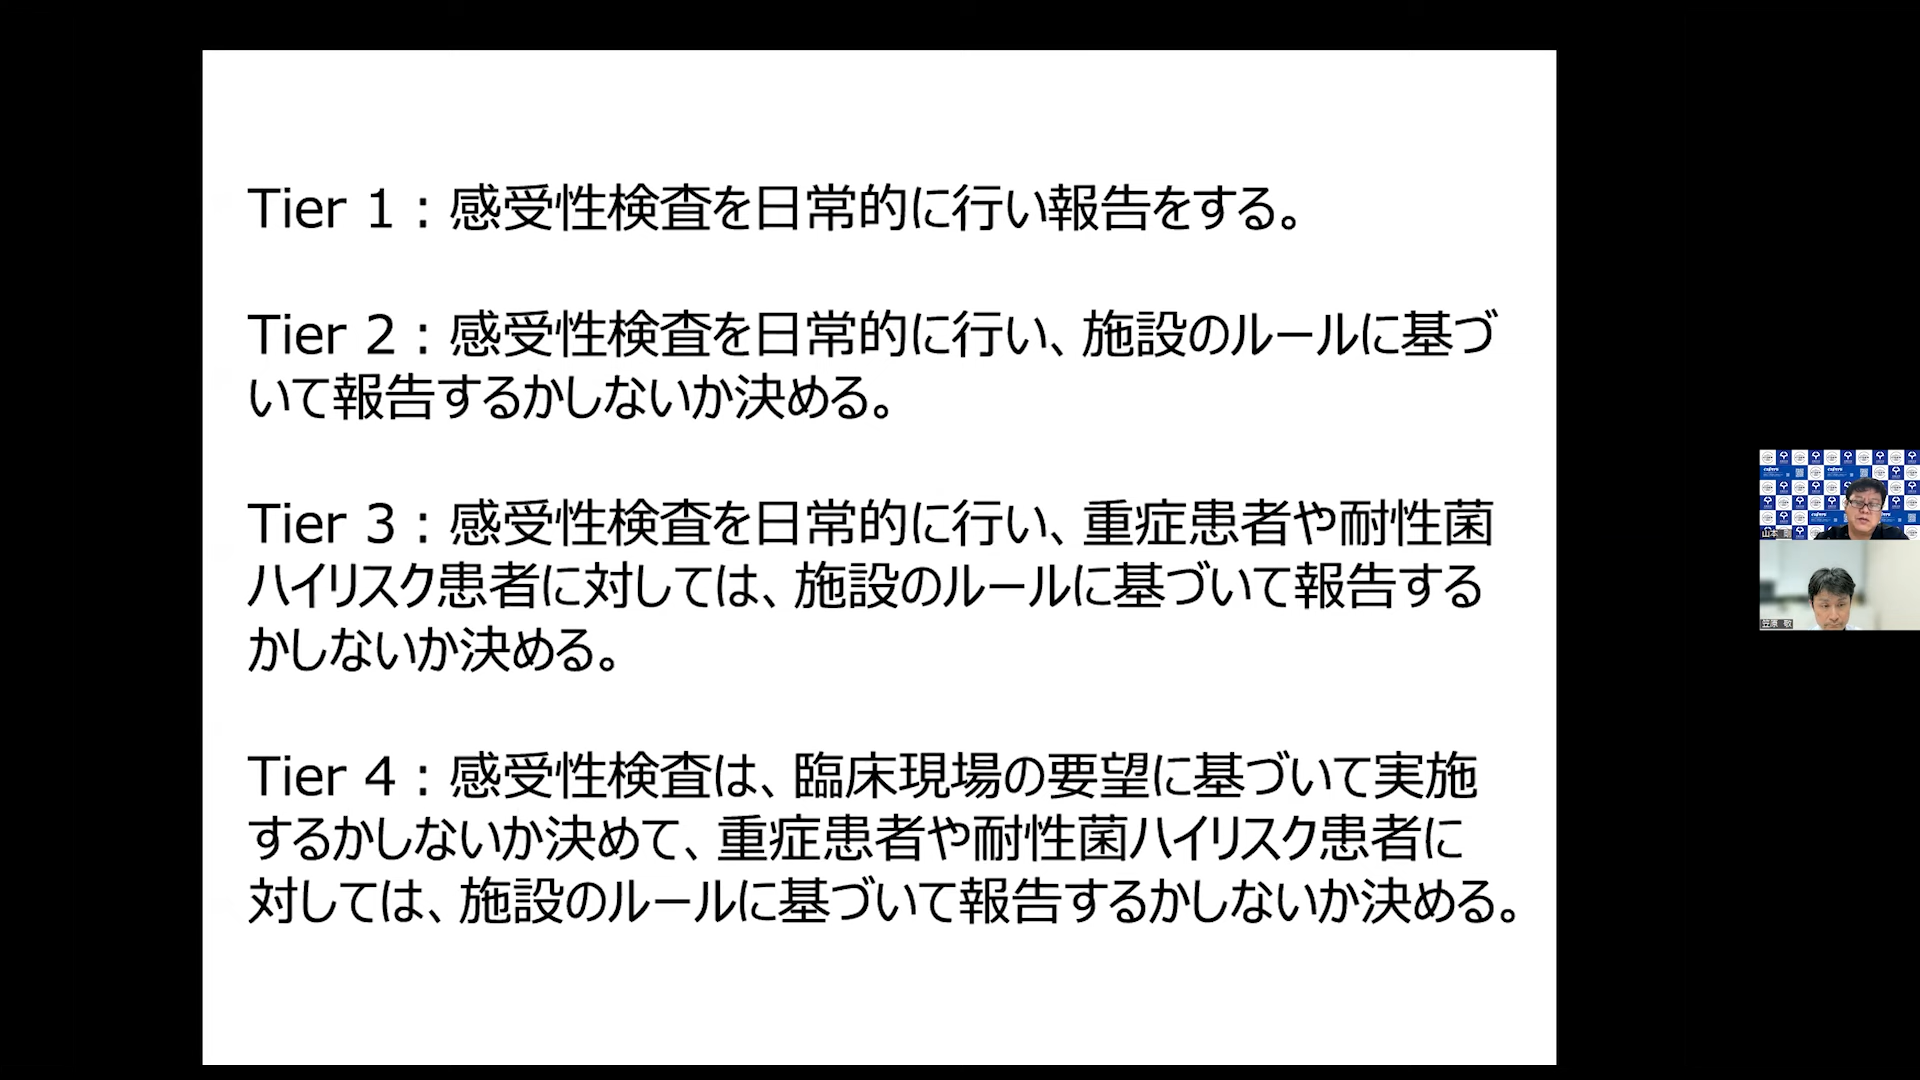 Tier 1：感受性検査を日常的に行い報告をする。
Tier 2：感受性検査を日常的に行い、施設のルールに基づ
いて報告するかしないか決める。
Tier 3：感受性検査を日常的に行い、重症患者や耐性菌
ハイリスク患者に対しては、施設のルールに基づいて報告する
かしないか決める。
Tier 4：感受性検査は、臨床現場の要望に基づいて実施
するかしないか決めて、重症患者や耐性菌ハイリスク患者に
対しては、施設のルールに基づいて報告するかしないか決める。
山本 剛
笠原 敬